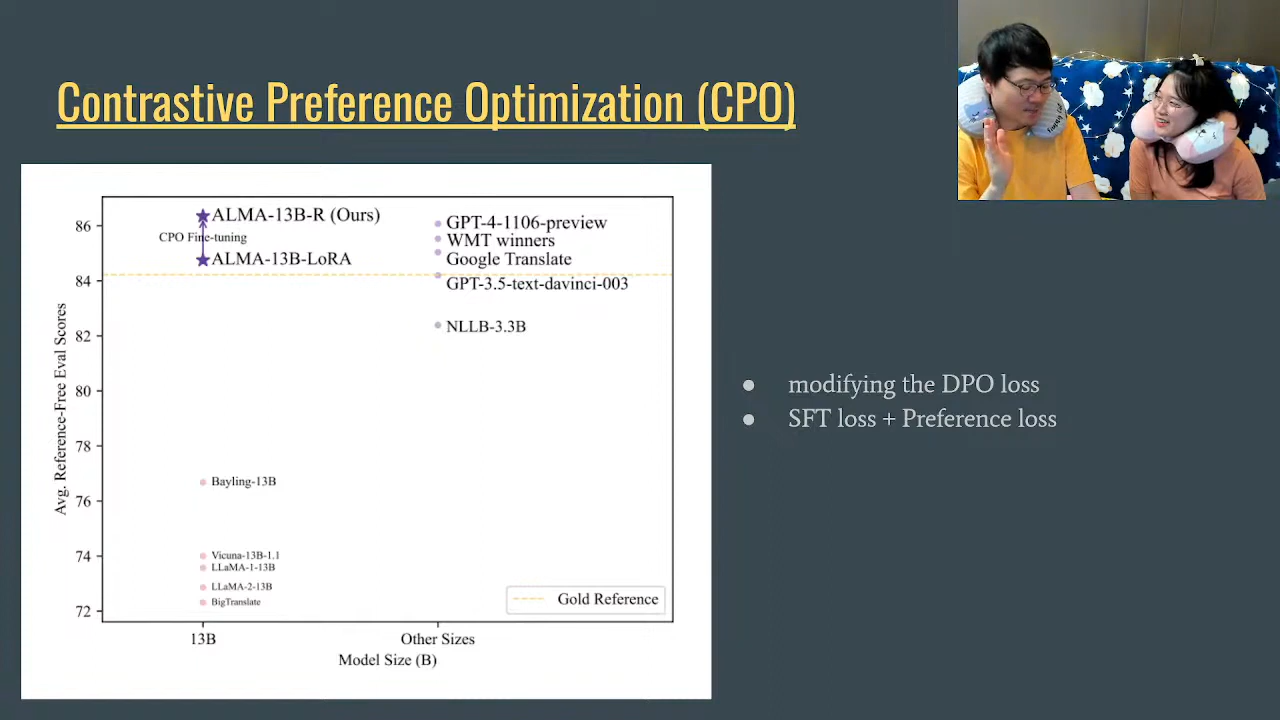 Contrastive Preference Optimization (CPO)
86
84
82
80
78
76
74
72
Avg. Reference-Free Eval Scores
ALMA-13B-R (Ours)
CPO Fine-tuning
ALMA-13B-LoRA
GPT-4-1106-preview
WMT winners
Google Translate
GPT-3.5-text-davinci-003
NLLB-3.3B
Bayling-13B
Vicuna-13B-1.1
LLaMA-1-13B
LLaMA-2-13B
BigTranslate
Gold Reference
13B
Other Sizes
Model Size (B)
● modifying the DPO loss
● SFT loss + Preference loss